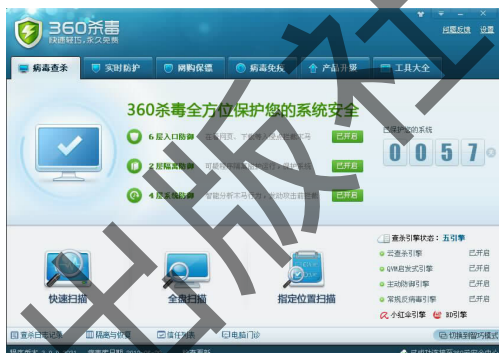 360杀毒
快速轻巧.永久免费
问题反馈 设置
病毒查杀 实时防护 网购保镖 病毒免疫 产品升级 工具大全
360杀毒全方位保护您的系统安全
6层入口防御 已开启
已保护您的系统
0 0 5 7
2层隔离防御 已开启
4层系统防御 已开启
查杀引擎状态:五引擎
云查杀引擎 已开启
QVM启发式引擎 已开启
主动防御引擎 已开启
常规反病毒引擎 已开启
小红伞引擎 BD引擎
快速扫描 全盘扫描 指定位置扫描
查杀日志记录 隔离与恢复 信任列表 电脑门诊 切换到智巧模式
出版社